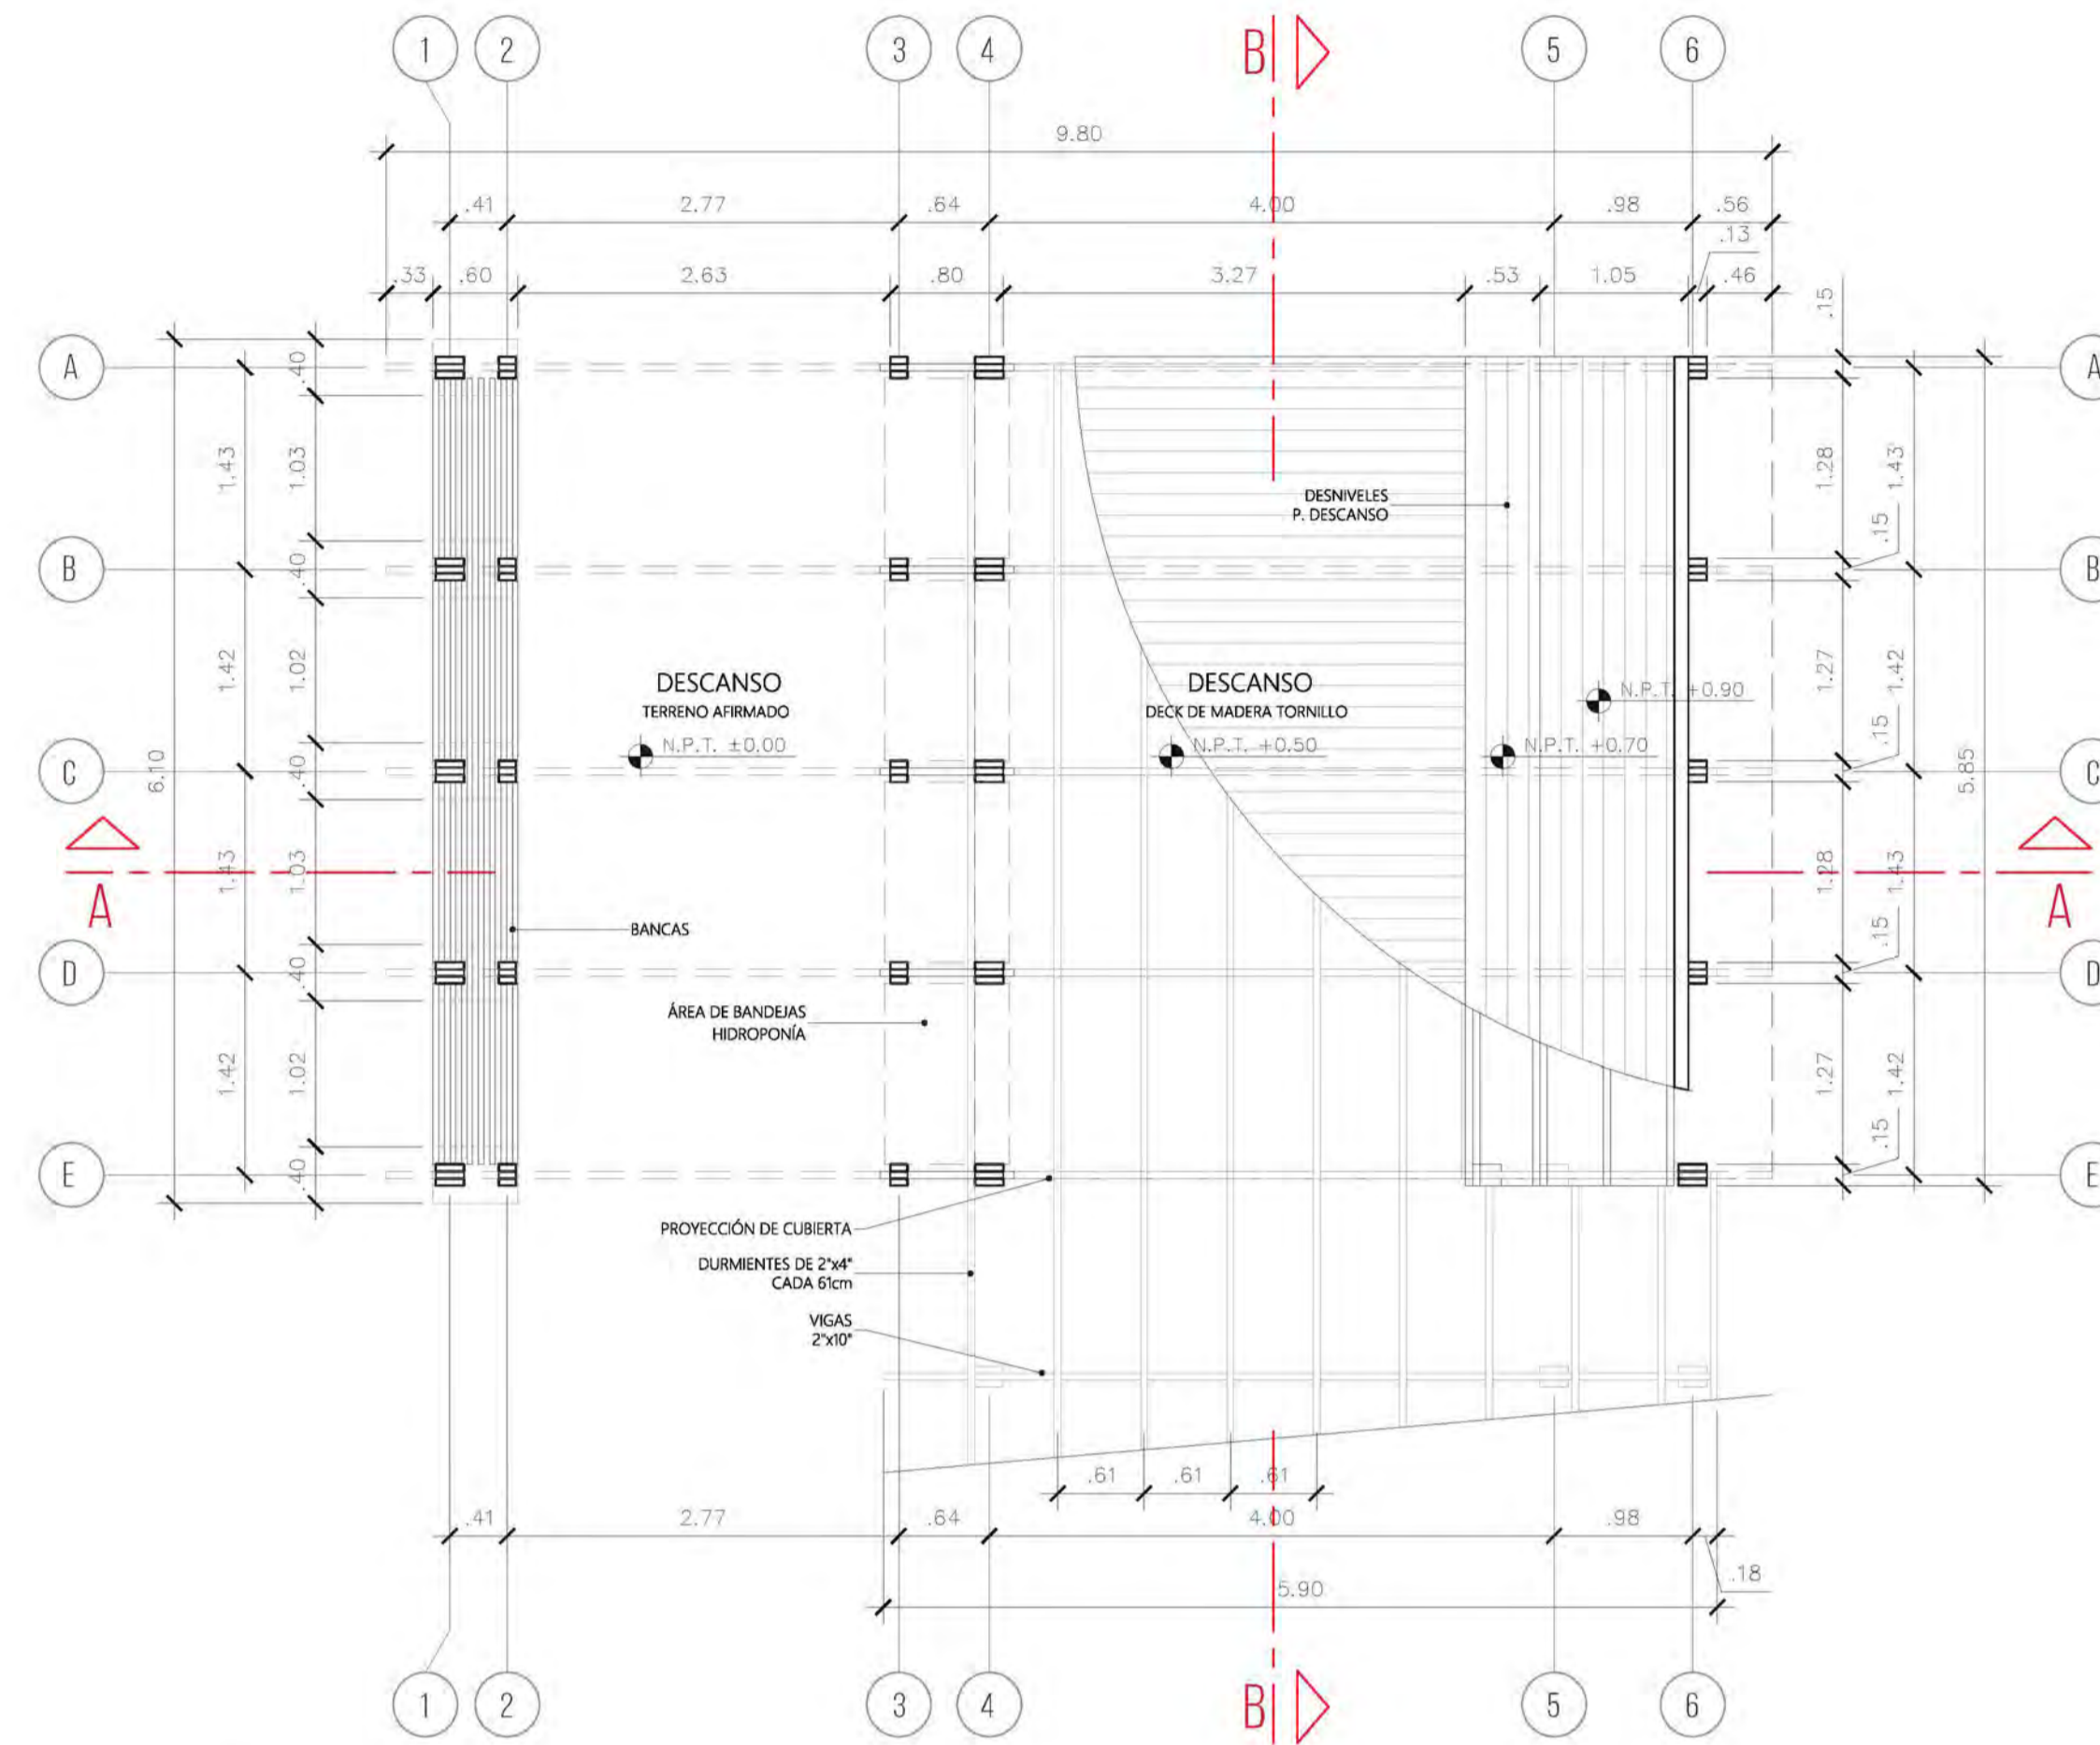 1 2 3 4 B 5 6
9.80
.41 2.77 .64 4.00 .98 .56
.13
.33 .60 2.63 .80 3.27 .53 1.05 .46
.15
A .40 A
1.43 1.03 1.28 1.43
DESNIVELES
P. DESCANSO
.15
B .40 B
1.42 1.02 1.27 1.42
DESCANSO
TERRENO AFIRMADO
N.P.T. ±0.00
DESCANSO
DECK DE MADERA TORNILLO
N.P.T. +0.50
N.P.T. +0.70
N.P.T. +0.90
.15
C .40 C
6.10 5.85
1.43 1.03 1.28 1.43
A A
BANCAS
.15
D .40 D
ÁREA DE BANDEJAS
HIDROPONÍA
1.42 1.02 1.27 1.42
.15
E .40 E
PROYECCIÓN DE CUBIERTA
DURMIENTES DE 2"x4"
CADA 61cm
VIGAS
2"x10"
.61 .61 .61
.41 2.77 .64 4.00 .98
.18
5.90
1 2 3 4 B 5 6